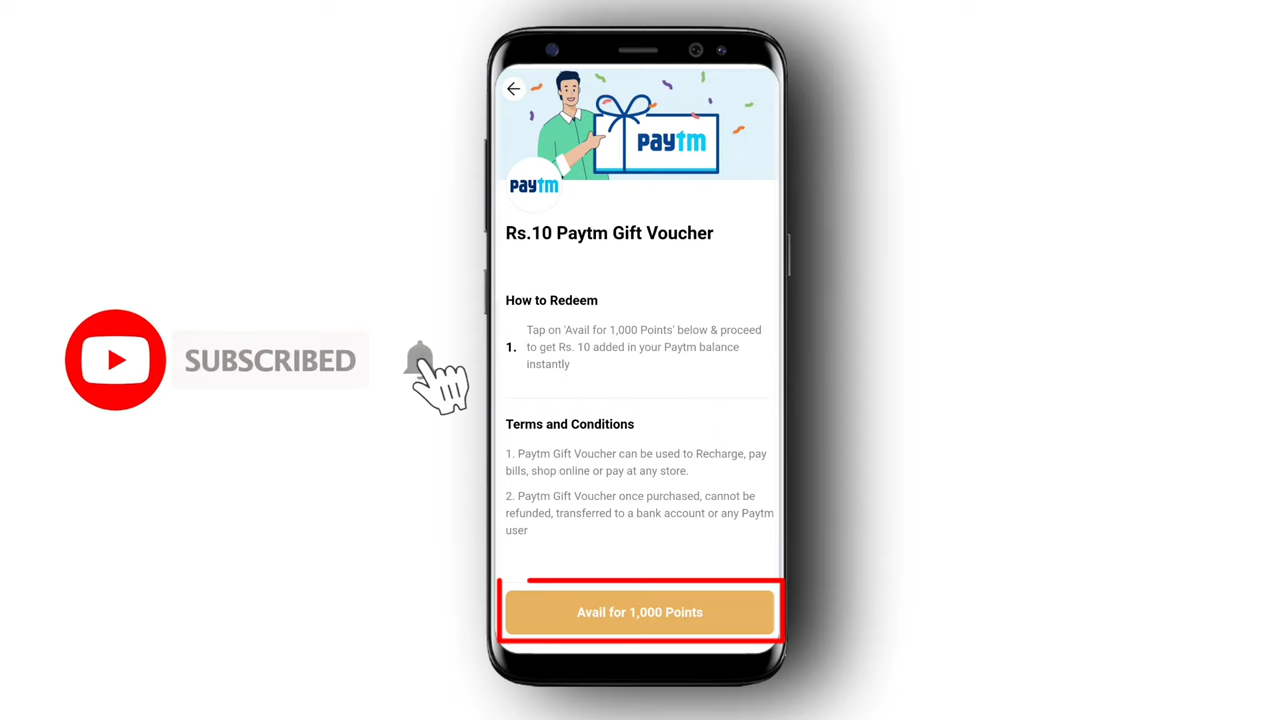 paytm
paytm
Rs.10 Paytm Gift Voucher
How to Redeem
1. Tap on 'Avail for 1,000 Points' below & proceed
to get Rs. 10 added in your Paytm balance
instantly
SUBSCRIBED
Terms and Conditions
1. Paytm Gift Voucher can be used to Recharge, pay
bills, shop online or pay at any store.
2. Paytm Gift Voucher once purchased, cannot be
refunded, transferred to a bank account or any Paytm
user
Avail for 1,000 Points